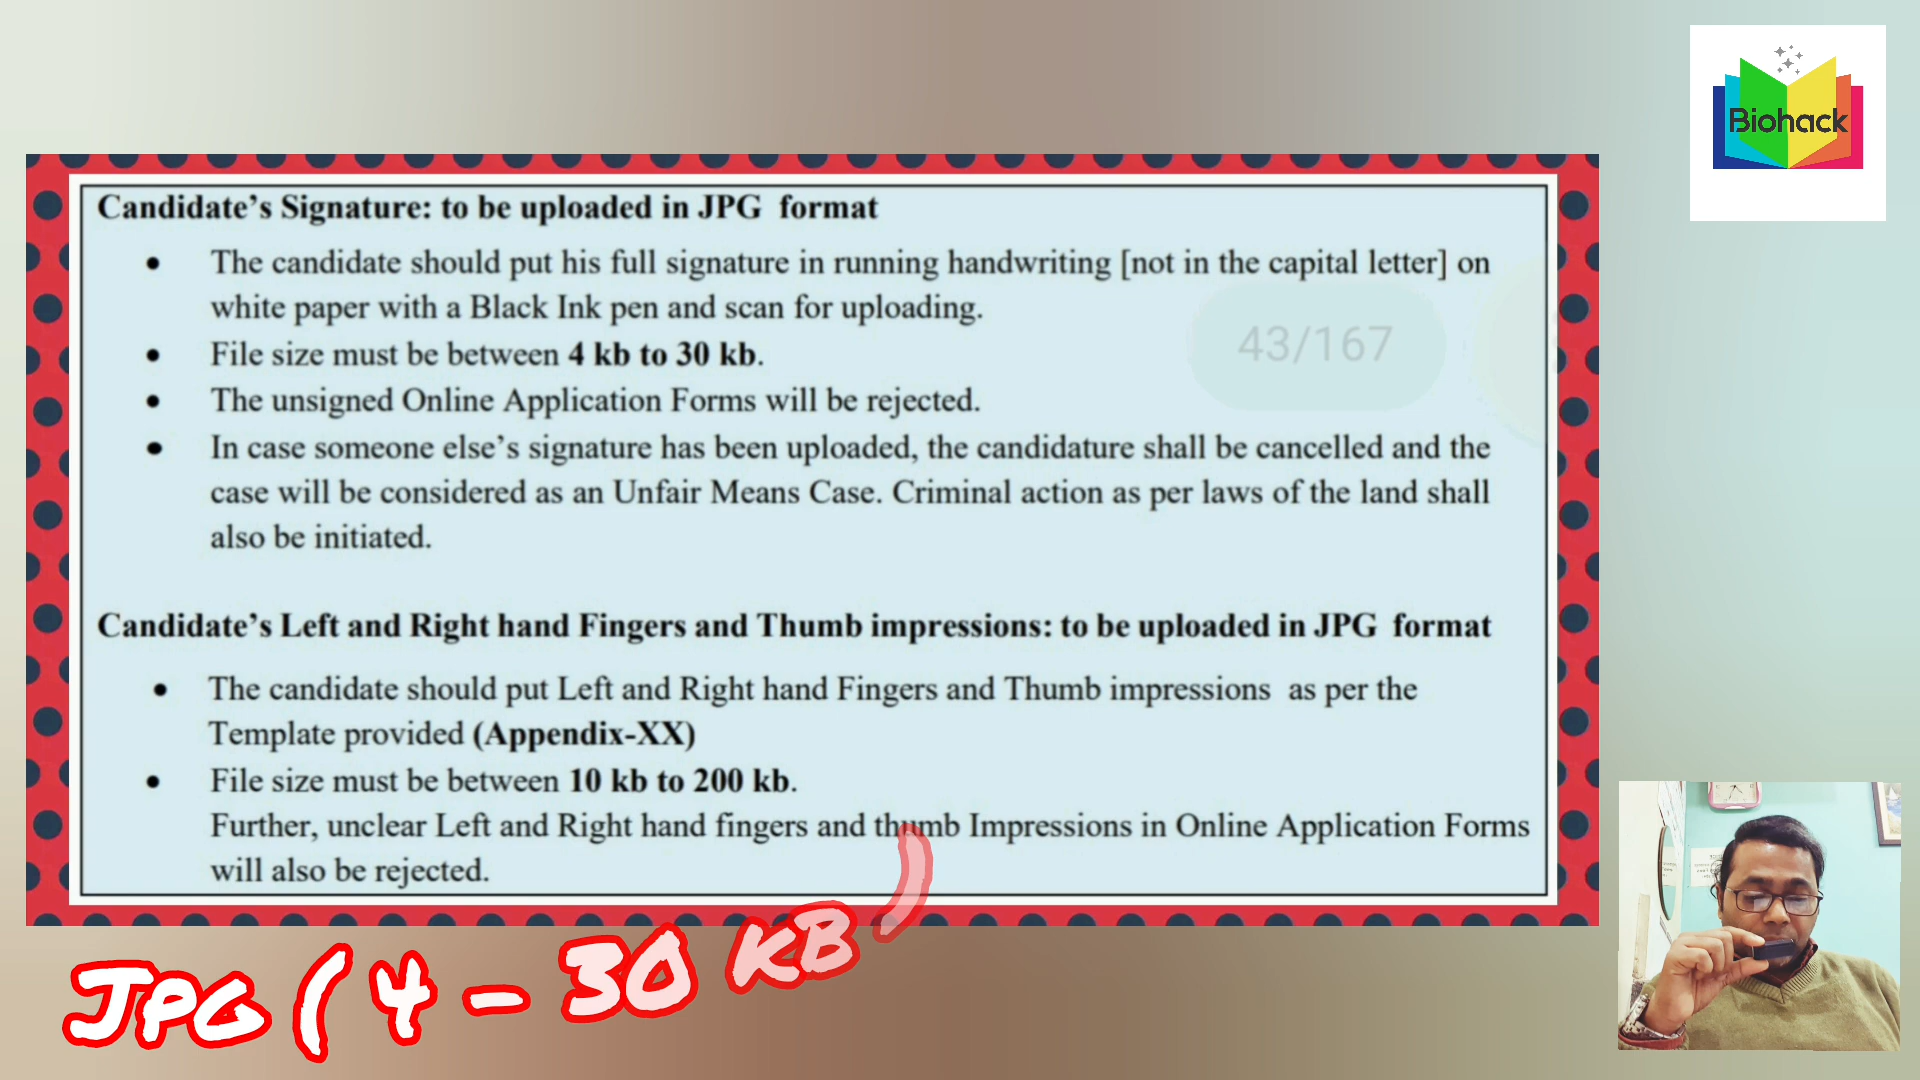 Biohack
Candidate’s Signature: to be uploaded in JPG format
• The candidate should put his full signature in running handwriting [not in the capital letter] on
white paper with a Black Ink pen and scan for uploading.
• File size must be between 4 kb to 30 kb.
• The unsigned Online Application Forms will be rejected.
• In case someone else’s signature has been uploaded, the candidature shall be cancelled and the
case will be considered as an Unfair Means Case. Criminal action as per laws of the land shall
also be initiated.
43/167
Candidate’s Left and Right hand Fingers and Thumb impressions: to be uploaded in JPG format
• The candidate should put Left and Right hand Fingers and Thumb impressions as per the
Template provided (Appendix-XX)
• File size must be between 10 kb to 200 kb.
Further, unclear Left and Right hand fingers and thumb Impressions in Online Application Forms
will also be rejected.
JPG (4 - 30 KB)